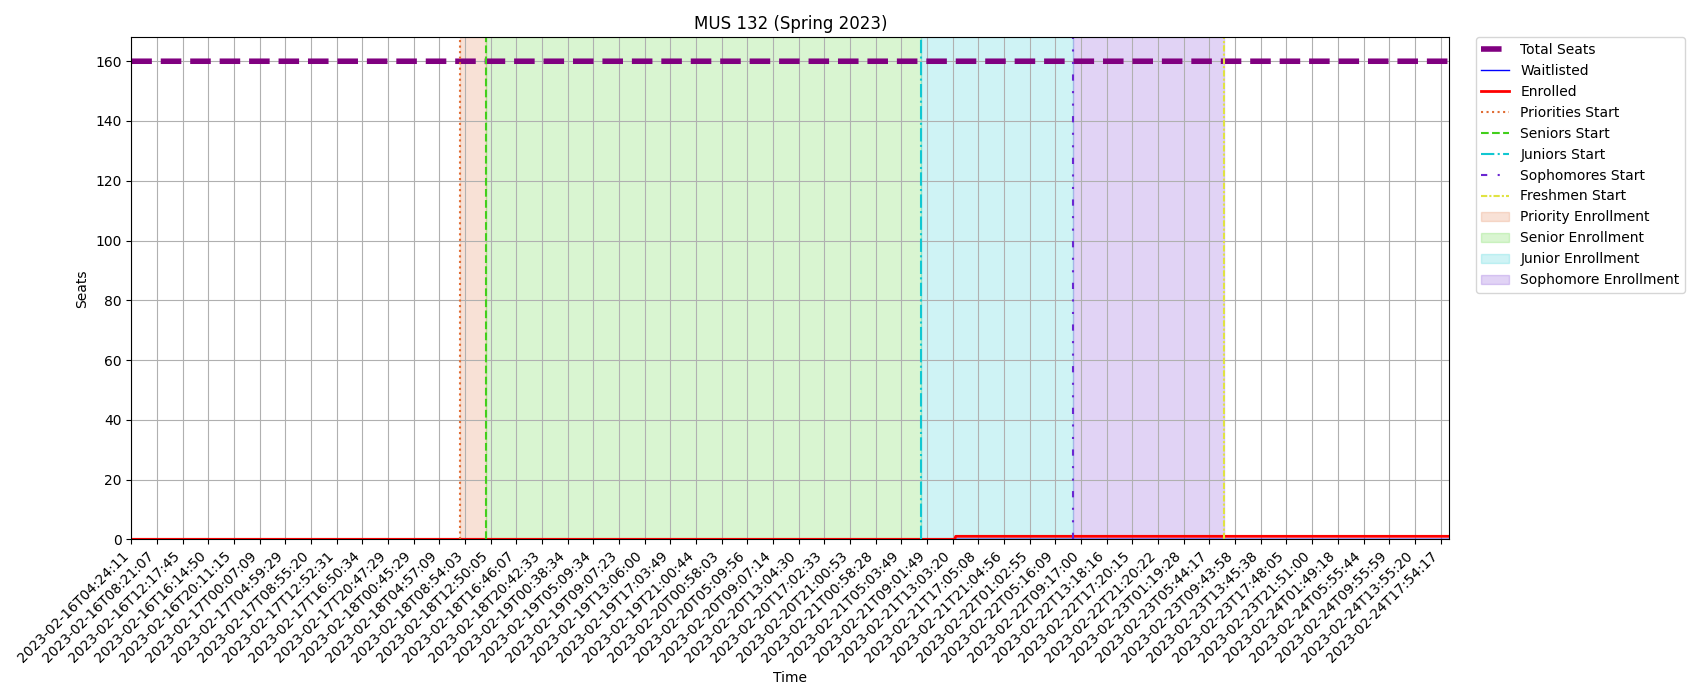 MUS 132 (Spring 2023)
160
140
120
100
80
60
40
20
0
Seats
2023-02-16T04:24:11
2023-02-16T08:21:07
2023-02-16T12:17:45
2023-02-16T16:14:50
2023-02-16T20:11:15
2023-02-17T00:07:09
2023-02-17T04:59:29
2023-02-17T08:55:20
2023-02-17T12:52:31
2023-02-17T16:50:34
2023-02-17T20:47:29
2023-02-18T00:45:29
2023-02-18T04:57:09
2023-02-18T08:54:03
2023-02-18T12:50:05
2023-02-18T16:46:07
2023-02-18T20:42:33
2023-02-19T00:38:34
2023-02-19T05:09:34
2023-02-19T09:07:23
2023-02-19T13:06:00
2023-02-19T17:03:49
2023-02-19T21:00:44
2023-02-20T00:58:03
2023-02-20T05:09:56
2023-02-20T09:07:14
2023-02-20T13:04:30
2023-02-20T17:02:33
2023-02-20T21:00:53
2023-02-21T00:58:28
2023-02-21T05:03:49
2023-02-21T09:01:49
2023-02-21T13:03:20
2023-02-21T17:05:08
2023-02-21T21:04:56
2023-02-22T01:02:55
2023-02-22T05:16:09
2023-02-22T09:17:00
2023-02-22T13:18:16
2023-02-22T17:20:15
2023-02-22T21:20:22
2023-02-23T01:19:28
2023-02-23T05:44:17
2023-02-23T09:43:58
2023-02-23T13:45:38
2023-02-23T17:48:05
2023-02-23T21:51:00
2023-02-24T01:49:18
2023-02-24T05:55:44
2023-02-24T09:55:59
2023-02-24T13:55:20
2023-02-24T17:54:17
Time
Total Seats
Waitlisted
Enrolled
Priorities Start
Seniors Start
Juniors Start
Sophomores Start
Freshmen Start
Priority Enrollment
Senior Enrollment
Junior Enrollment
Sophomore Enrollment